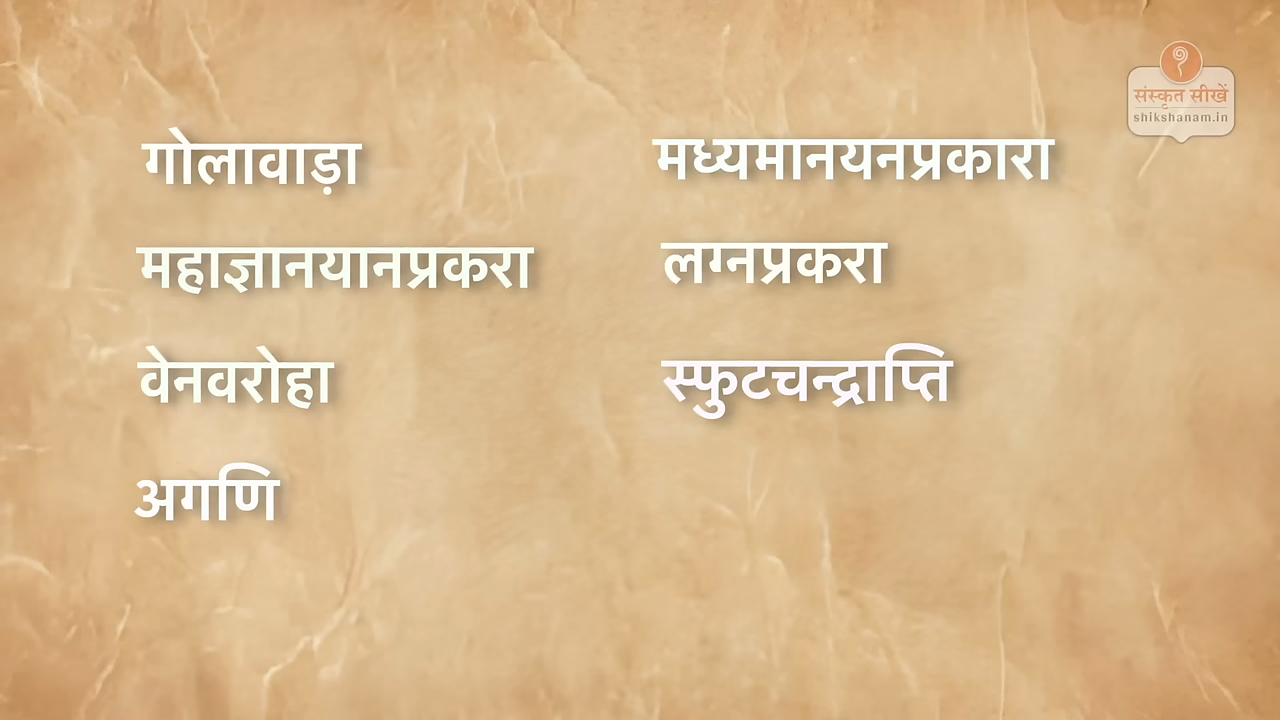 संस्कृत सीखें
shikshanam.in
गोलावाड़ा
महाज्ञानयानप्रकरा
वेनवरोहा
अगणि
मध्यमानयनप्रकारा
लग्नप्रकरा
स्फुटचन्द्राप्ति